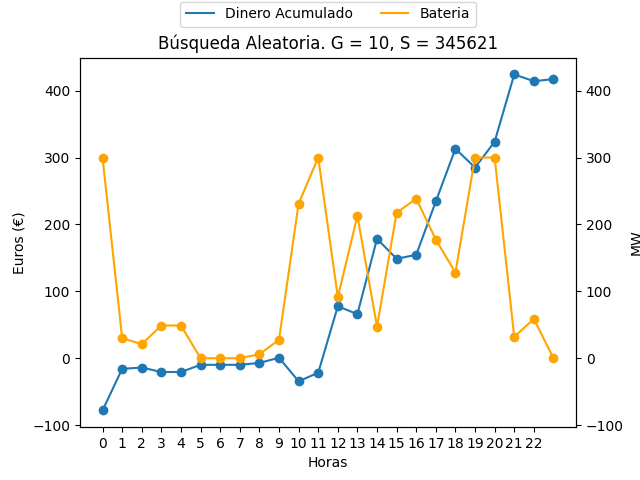 Dinero Acumulado Bateria
Búsqueda Aleatoria. G = 10, S = 345621
400 400
300 300
200 200
100 100
0 0
−100 −100
Euros (€)
MW
0 1 2 3 4 5 6 7 8 9 10 11 12 13 14 15 16 17 18 19 20 21 22
Horas